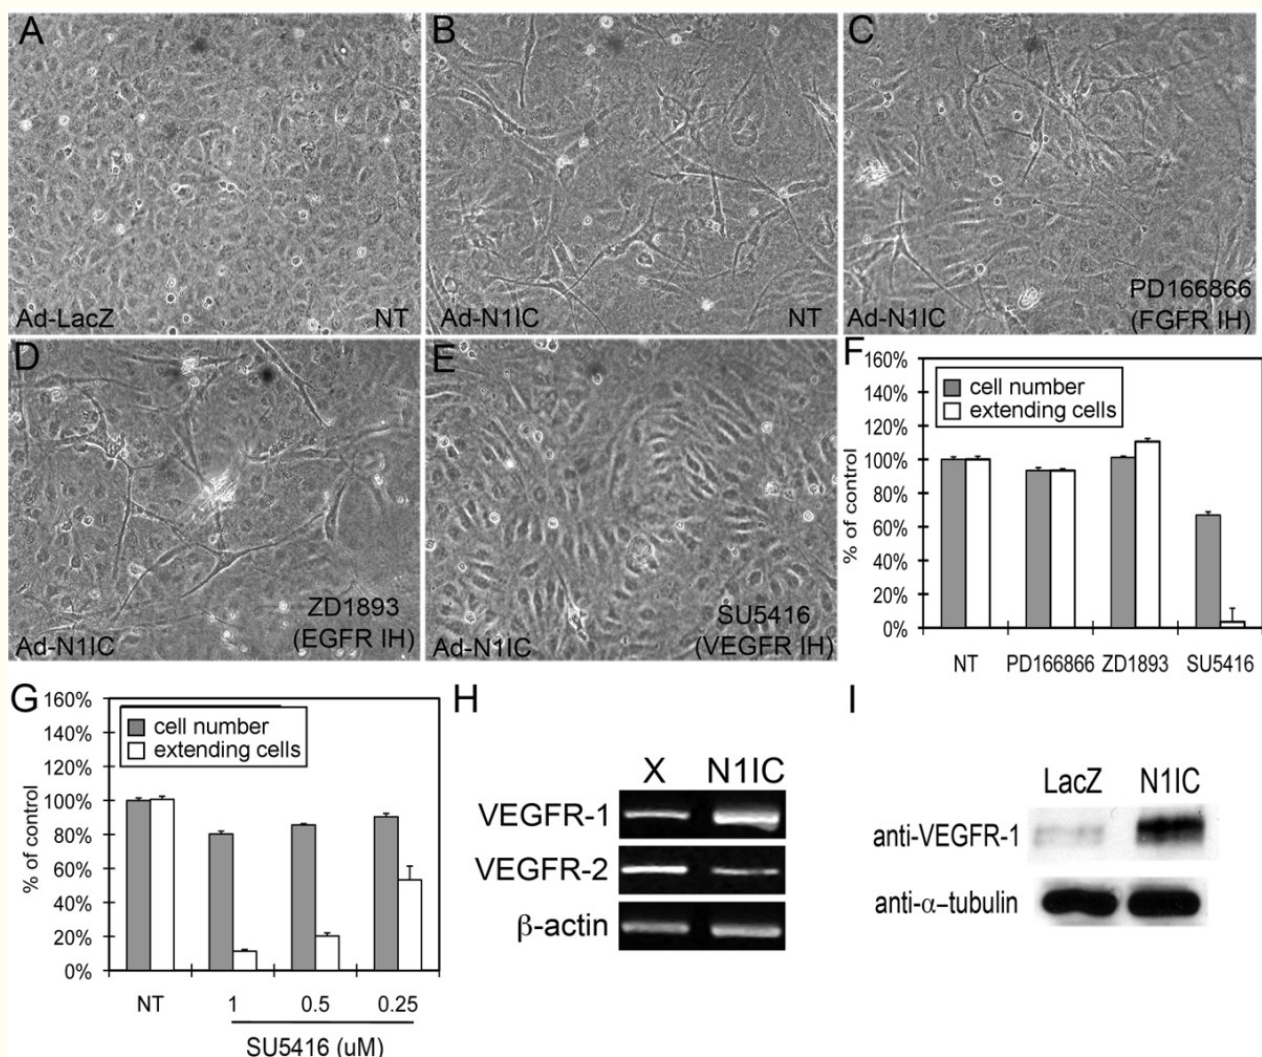 A
Ad-LacZ NT
B
Ad-N1IC NT
C
PD166866
Ad-N1IC (FGFR IH)
D
ZD1893
(EGFR IH)
Ad-N1IC
E
SU5416
Ad-N1IC (VEGFR IH)
F
160%
140%
120%
100%
80%
60%
40%
20%
0%
% of control
cell number
extending cells
NT PD166866 ZD1893 SU5416
G
160%
140%
120%
100%
80%
60%
40%
20%
0%
% of control
cell number
extending cells
NT 1 0.5 0.25
SU5416 (uM)
H
X N1IC
VEGFR-1
VEGFR-2
β-actin
I
LacZ N1IC
anti-VEGFR-1
anti-α–tubulin